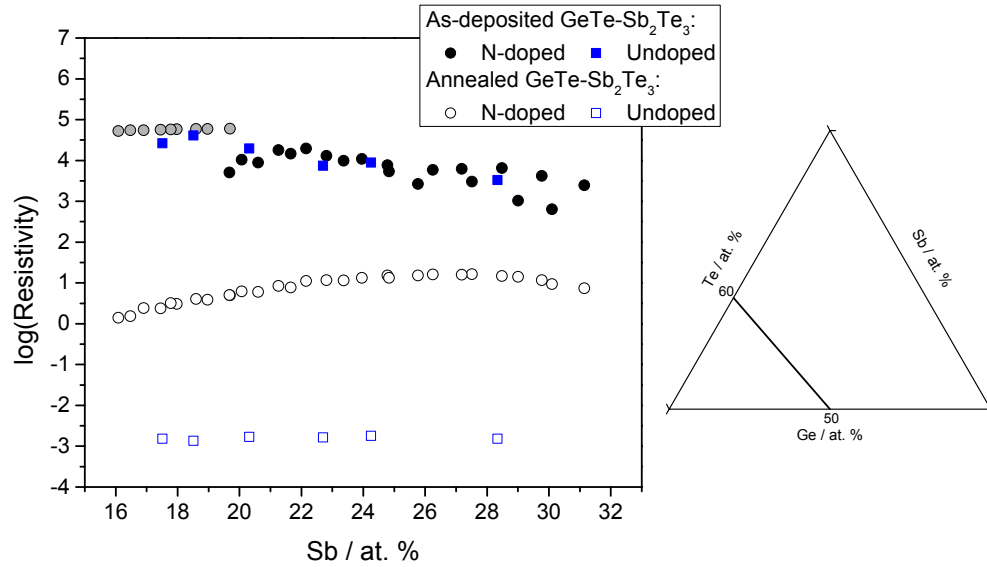 As-deposited GeTe-Sb₂Te₃:
N-doped Undoped
Annealed GeTe-Sb₂Te₃:
N-doped Undoped
7
6
5
4
3
2
1
0
-1
-2
-3
-4
log(Resistivity)
16 18 20 22 24 26 28 30 32
Sb / at. %
Te / at. %
Sb / at. %
60
50
Ge / at. %